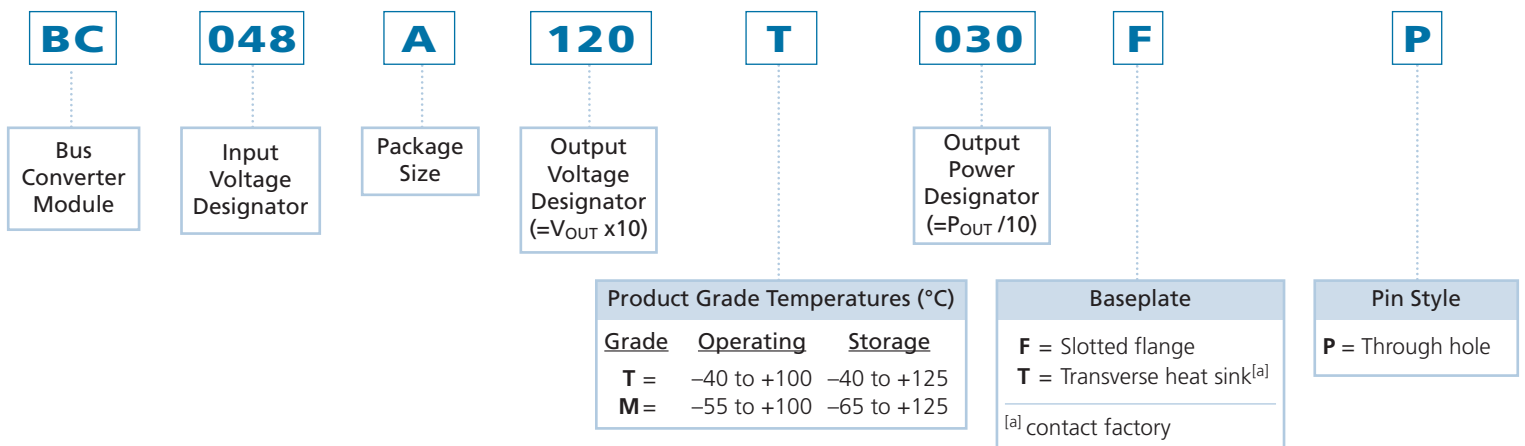 BC 048 A 120 T 030 F P
Bus
Converter
Module
Input
Voltage
Designator
Package
Size
Output
Voltage
Designator
(=VOUT x10)
Output
Power
Designator
(=POUT /10)
Product Grade Temperatures (°C)
Grade Operating Storage
T = –40 to +100 –40 to +125
M = –55 to +100 –65 to +125
Baseplate
F = Slotted flange
T = Transverse heat sink[a]
[a] contact factory
Pin Style
P = Through hole